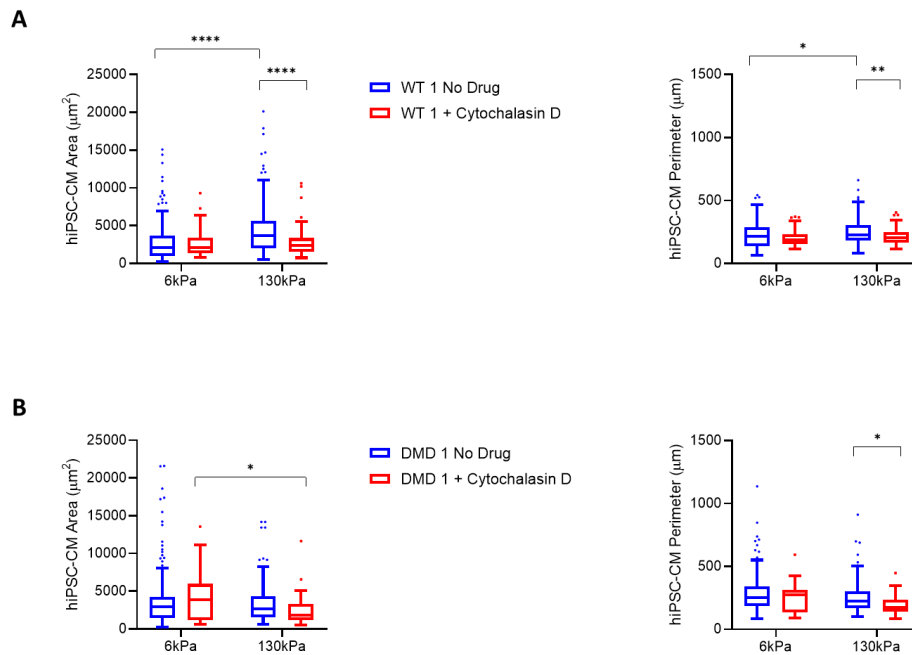 A
**** ****
hiPSC-CM Area (μm²)
25000
20000
15000
10000
5000
0
6kPa 130kPa
WT 1 No Drug
WT 1 + Cytochalasin D
* **
hiPSC-CM Perimeter (μm)
1500
1000
500
0
6kPa 130kPa
B
*
hiPSC-CM Area (μm²)
25000
20000
15000
10000
5000
0
6kPa 130kPa
DMD 1 No Drug
DMD 1 + Cytochalasin D
*
hiPSC-CM Perimeter (μm)
1500
1000
500
0
6kPa 130kPa